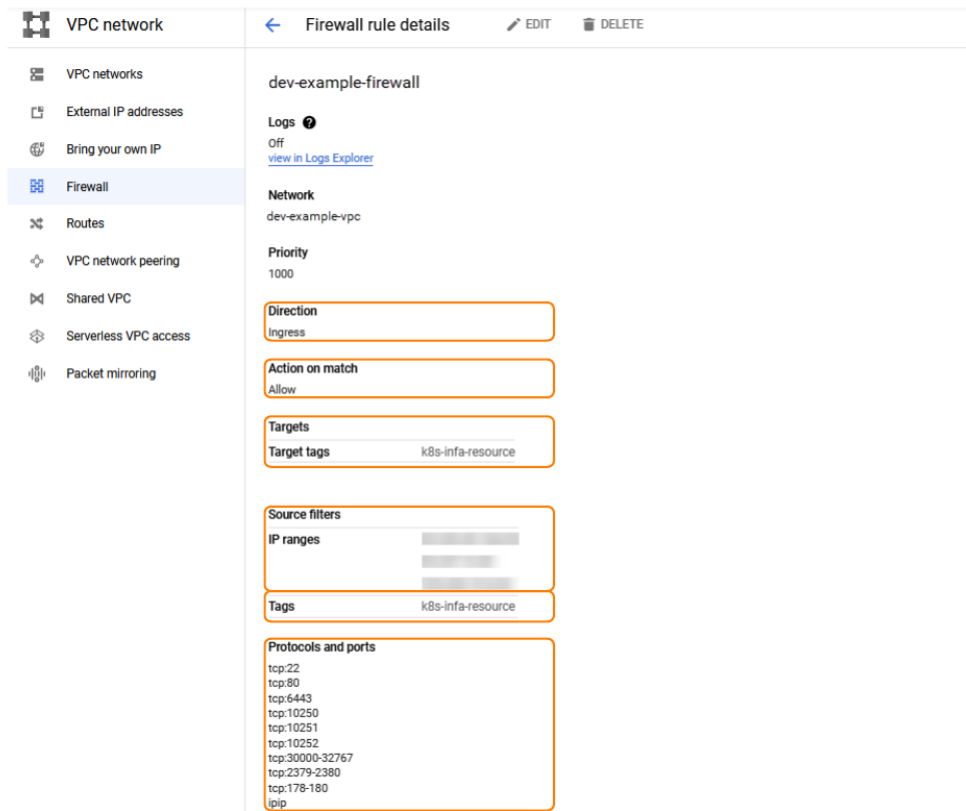 VPC network
Firewall rule details
EDIT
DELETE
VPC networks
External IP addresses
Bring your own IP
Firewall
Routes
VPC network peering
Shared VPC
Serverless VPC access
Packet mirroring
dev-example-firewall
Logs
Off
view in Logs Explorer
Network
dev-example-vpc
Priority
1000
Direction
Ingress
Action on match
Allow
Targets
Target tags k8s-infa-resource
Source filters
IP ranges
Tags k8s-infa-resource
Protocols and ports
tcp:22
tcp:80
tcp:6443
tcp:10250
tcp:10251
tcp:10252
tcp:30000-32767
tcp:2379-2380
tcp:178-180
ipip